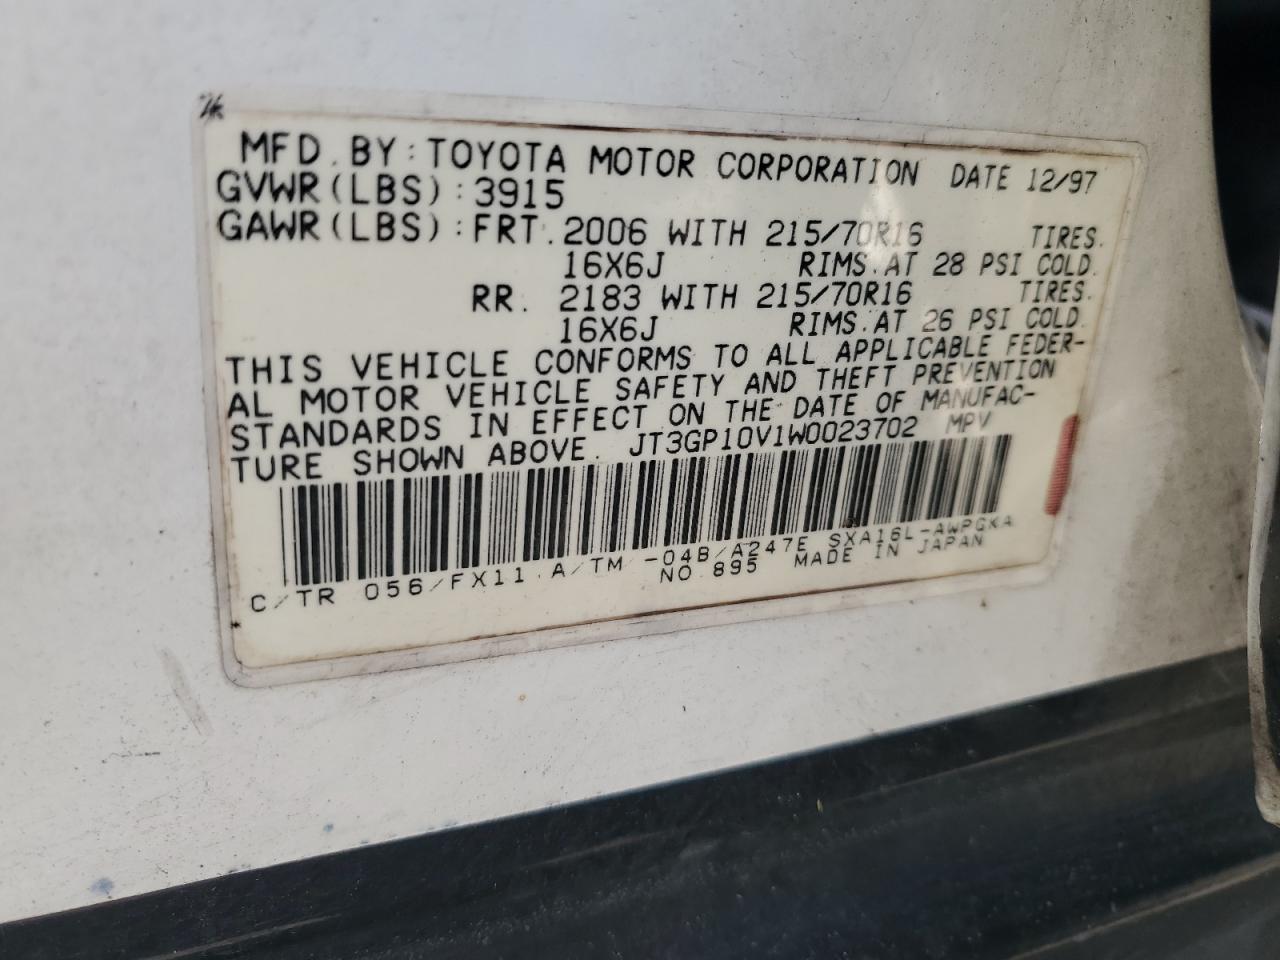 MFD. BY: TOYOTA MOTOR CORPORATION DATE 12/97
GVWR(LBS): 3915
GAWR(LBS): FRT. 2006 WITH 215/70R16 TIRES.
16X6J RIMS.AT 28 PSI COLD.
RR. 2183 WITH 215/70R16 TIRES.
16X6J RIMS.AT 26 PSI COLD.
THIS VEHICLE CONFORMS TO ALL APPLICABLE FEDER-
AL MOTOR VEHICLE SAFETY AND THEFT PREVENTION
STANDARDS IN EFFECT ON THE DATE OF MANUFAC-
TURE SHOWN ABOVE. JT3GP10V1W0023702 MPV
C/TR 056/FX11 A/TM -04B/A247E SXA16L-AWPGKA
NO.895 MADE IN JAPAN